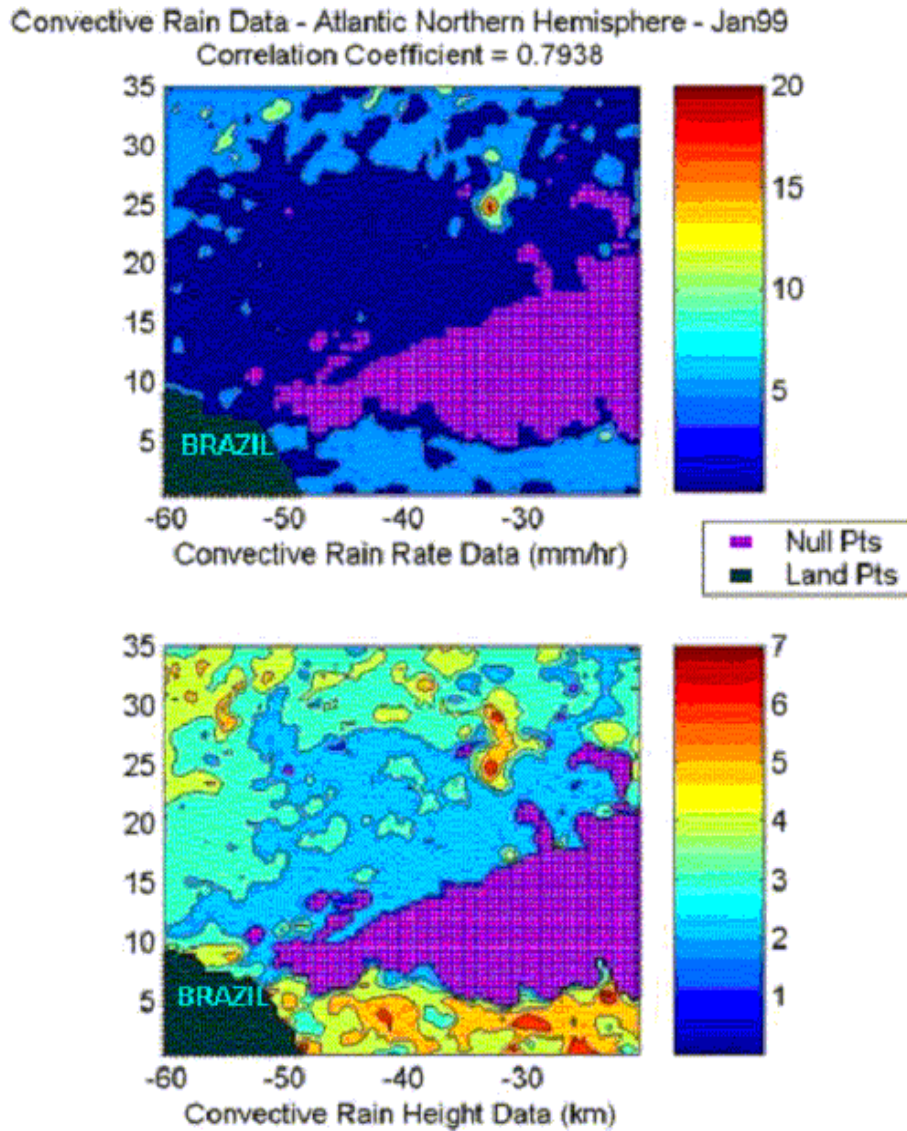 Convective Rain Data - Atlantic Northern Hemisphere - Jan99
Correlation Coefficient = 0.7938
35
30
25
20
15
10
5
BRAZIL
-60 -50 -40 -30
Convective Rain Rate Data (mm/hr)
20
15
10
5
Null Pts
Land Pts
35
30
25
20
15
10
5
BRAZIL
-60 -50 -40 -30
Convective Rain Height Data (km)
7
6
5
4
3
2
1